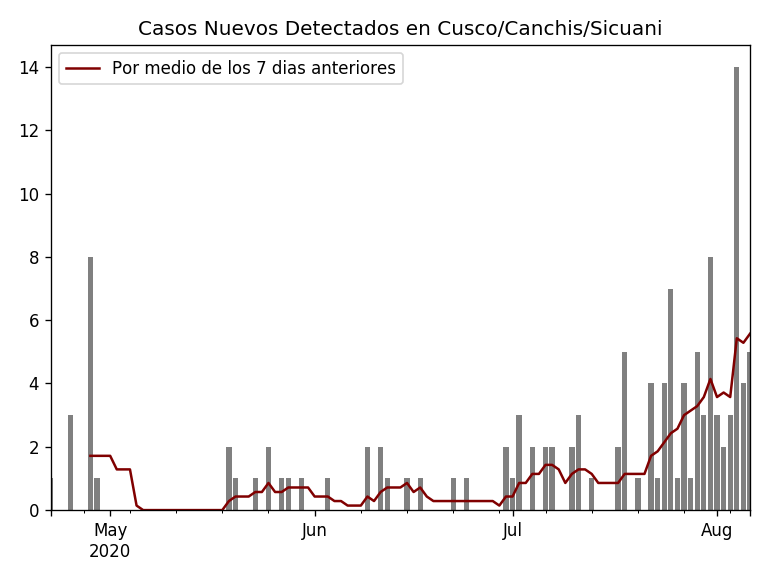 Casos Nuevos Detectados en Cusco/Canchis/Sicuani
Por medio de los 7 dias anteriores
14
12
10
8
6
4
2
0
May
2020
Jun
Jul
Aug